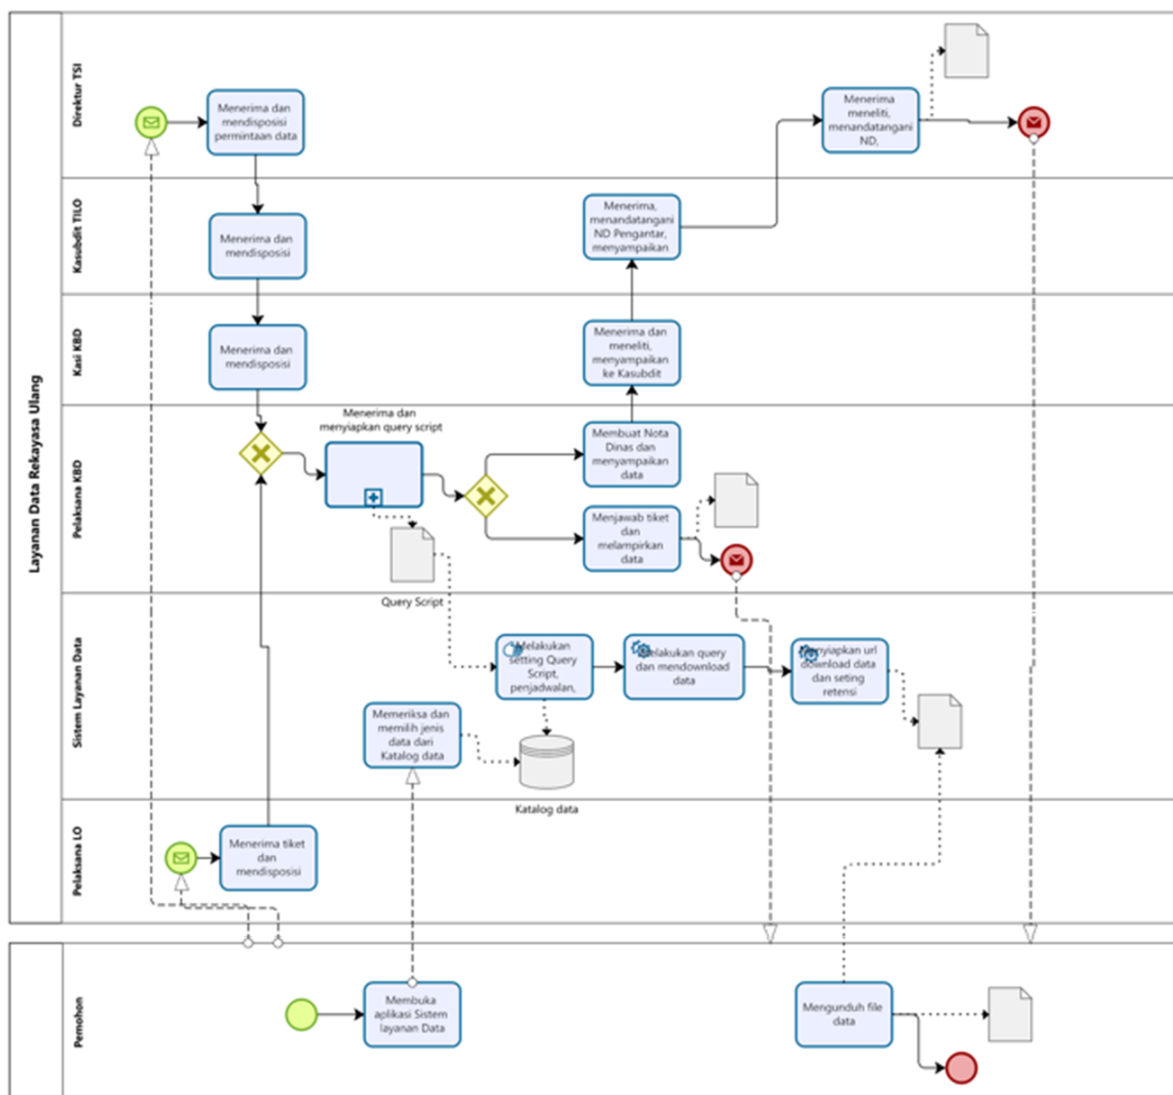 Layanan Data Rekayasa Ulang
Direktur TSI
Menerima dan
mendisposisi
permintaan data
Menerima
meneliti,
menandatangani
ND,
Kasubdit TILO
Menerima dan
mendisposisi
Menerima,
menandatangani
ND Pengantar,
menyampaikan
Kasi KBD
Menerima dan
mendisposisi
Menerima dan
meneliti,
menyampaikan
ke Kasubdit
Pelaksana KBD
Menerima dan
menyiapkan query script
Membuat Nota
Dinas dan
menyampaikan
data
Menjawab tiket
dan
melampirkan
data
Query Script
Sistem Layanan Data
Melakukan
setting Query
Script,
penjadwalan,
Melakukan query
dan mendownload
data
Menyiapkan url
download data
dan seting
retensi
Memeriksa dan
memilih jenis
data dari
Katalog data
Katalog data
Pelaksana LO
Menerima tiket
dan
mendisposisi
Pemohon
Membuka
aplikasi Sistem
layanan Data
Mengunduh file
data